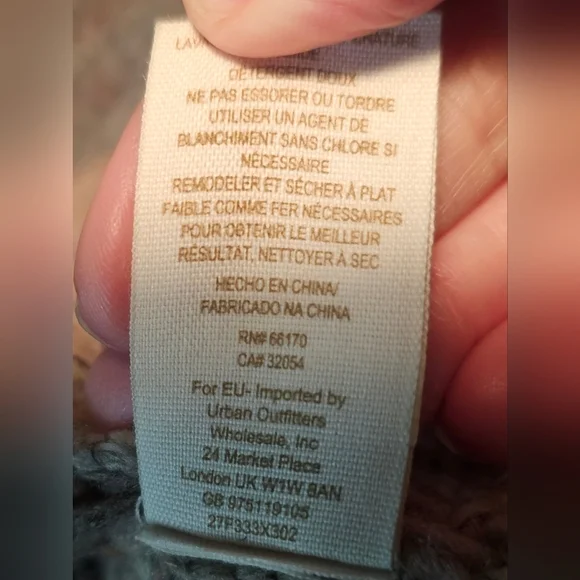 DÉTERGENT DOUX
NE PAS ESSORER OU TORDRE
UTILISER UN AGENT DE
BLANCHIMENT SANS CHLORE SI
NÉCESSAIRE
REMODELER ET SÉCHER À PLAT
FAIBLE COMME FER NÉCESSAIRES
POUR OBTENIR LE MEILLEUR
RÉSULTAT, NETTOYER À SEC
HECHO EN CHINA/
FABRICADO NA CHINA
RN# 66170
CA# 32054
For EU- Imported by
Urban Outfitters
Wholesale, Inc
24 Market Place
London UK W1W 8AN
GB 975119105
27F333X302